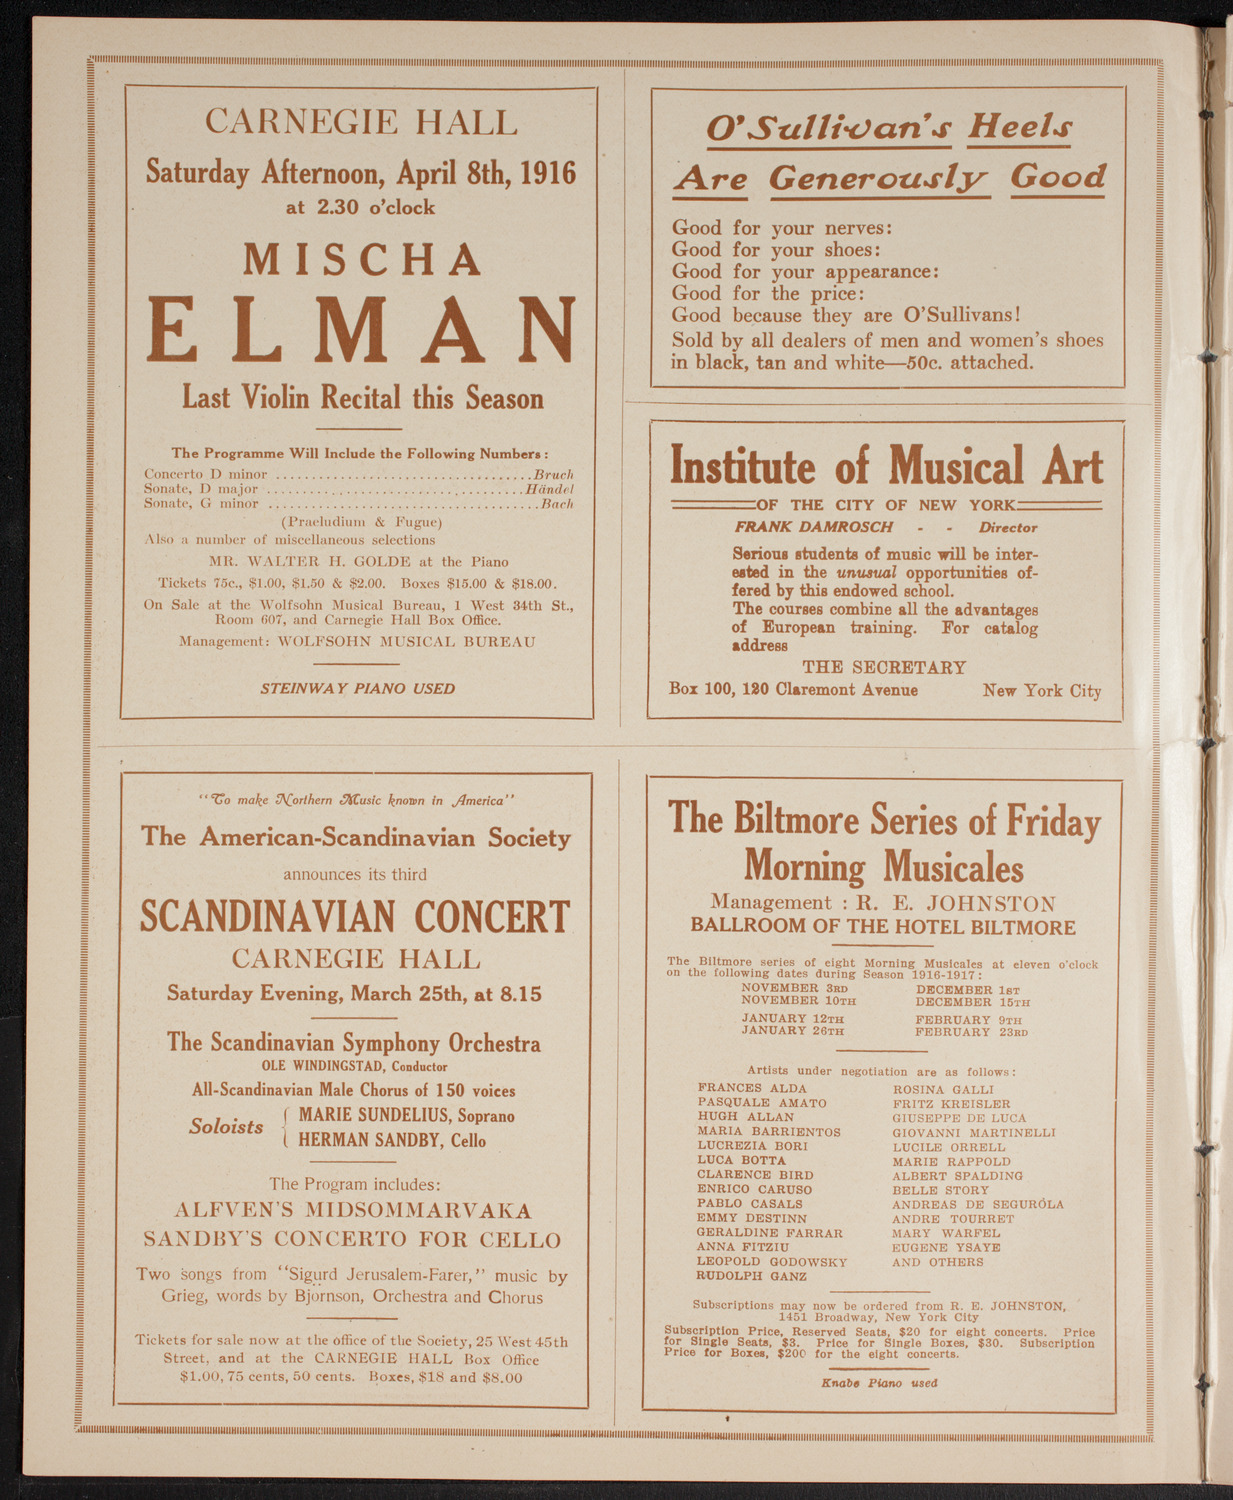 CARNEGIE HALL
Saturday Afternoon, April 8th, 1916
at 2.30 o'clock
MISCHA
ELMAN
Last Violin Recital this Season
The Programme Will Include the Following Numbers:
Concerto D minor ....................................Bruch
Sonate, D major ....................................Händel
Sonate, G minor ....................................Bach
(Praeludium & Fugue)
Also a number of miscellaneous selections
MR. WALTER H. GOLDE at the Piano
Tickets 75c., $1.00, $1.50 & $2.00. Boxes $15.00 & $18.00.
On Sale at the Wolfsohn Musical Bureau, 1 West 34th St.,
Room 607, and Carnegie Hall Box Office.
Management: WOLFSOHN MUSICAL BUREAU
STEINWAY PIANO USED
O'Sullivan's Heels
Are Generously Good
Good for your nerves:
Good for your shoes:
Good for your appearance:
Good for the price:
Good because they are O'Sullivans!
Sold by all dealers of men and women's shoes
in black, tan and white—50c. attached.
Institute of Musical Art
OF THE CITY OF NEW YORK
FRANK DAMROSCH - - Director
Serious students of music will be inter-
ested in the unusual opportunities of-
fered by this endowed school.
The courses combine all the advantages
of European training. For catalog
address
THE SECRETARY
Box 100, 120 Claremont Avenue New York City
"To make Northern Music known in America"
The American-Scandinavian Society
announces its third
SCANDINAVIAN CONCERT
CARNEGIE HALL
Saturday Evening, March 25th, at 8.15
The Scandinavian Symphony Orchestra
OLE WINDINGSTAD, Conductor
All-Scandinavian Male Chorus of 150 voices
Soloists { MARIE SUNDELIUS, Soprano
HERMAN SANDBY, Cello
The Program includes:
ALFVEN'S MIDSOMMARVAKA
SANDBY'S CONCERTO FOR CELLO
Two songs from "Sigurd Jerusalem-Farer," music by
Grieg, words by Bjornson, Orchestra and Chorus
Tickets for sale now at the office of the Society, 25 West 45th
Street, and at the CARNEGIE HALL Box Office
$1.00, 75 cents, 50 cents. Boxes, $18 and $8.00
The Biltmore Series of Friday
Morning Musicales
Management : R. E. JOHNSTON
BALLROOM OF THE HOTEL BILTMORE
The Biltmore series of eight Morning Musicales at eleven o'clock
on the following dates during Season 1916-1917:
NOVEMBER 3RD DECEMBER 1ST
NOVEMBER 10TH DECEMBER 15TH
JANUARY 12TH FEBRUARY 9TH
JANUARY 26TH FEBRUARY 23RD
Artists under negotiation are as follows:
FRANCES ALDA
PASQUALE AMATO
HUGH ALLAN
MARIA BARRIENTOS
LUCREZIA BORI
LUCA BOTTA
CLARENCE BIRD
ENRICO CARUSO
PABLO CASALS
EMMY DESTINN
GERALDINE FARRAR
ANNA FITZIU
LEOPOLD GODOWSKY
RUDOLPH GANZ
ROSINA GALLI
FRITZ KREISLER
GIUSEPPE DE LUCA
GIOVANNI MARTINELLI
LUCILE ORRELL
MARIE RAPPOLD
ALBERT SPALDING
BELLE STORY
ANDREAS DE SEGURÓLA
ANDRE TOURRET
MARY WARFEL
EUGENE YSAYE
AND OTHERS
Subscriptions may now be ordered from R. E. JOHNSTON,
1451 Broadway, New York City
Subscription Price, Reserved Seats, $20 for eight concerts. Price
for Single Seats, $3. Price for Single Boxes, $30. Subscription
Price for Boxes, $200 for the eight concerts.
Knabe Piano used